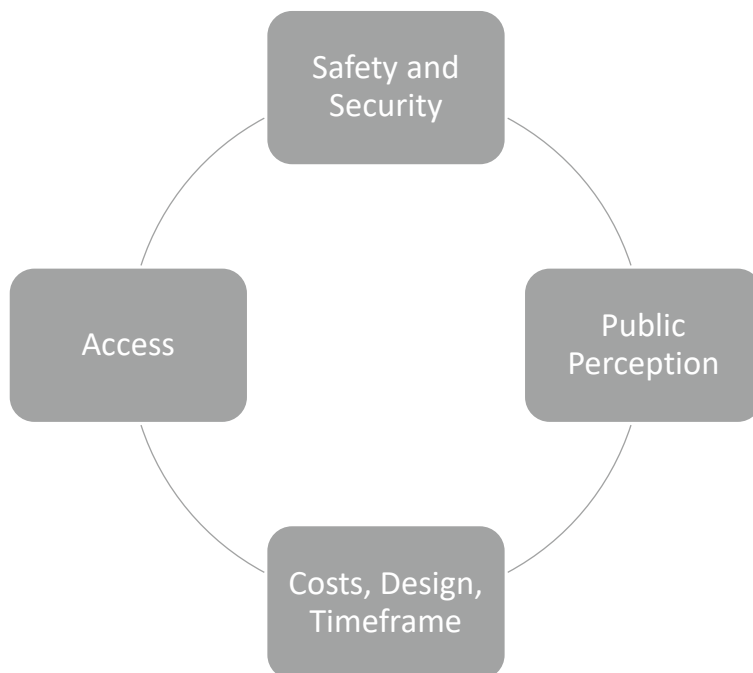 Safety and
Security
Access
Public
Perception
Costs, Design,
Timeframe